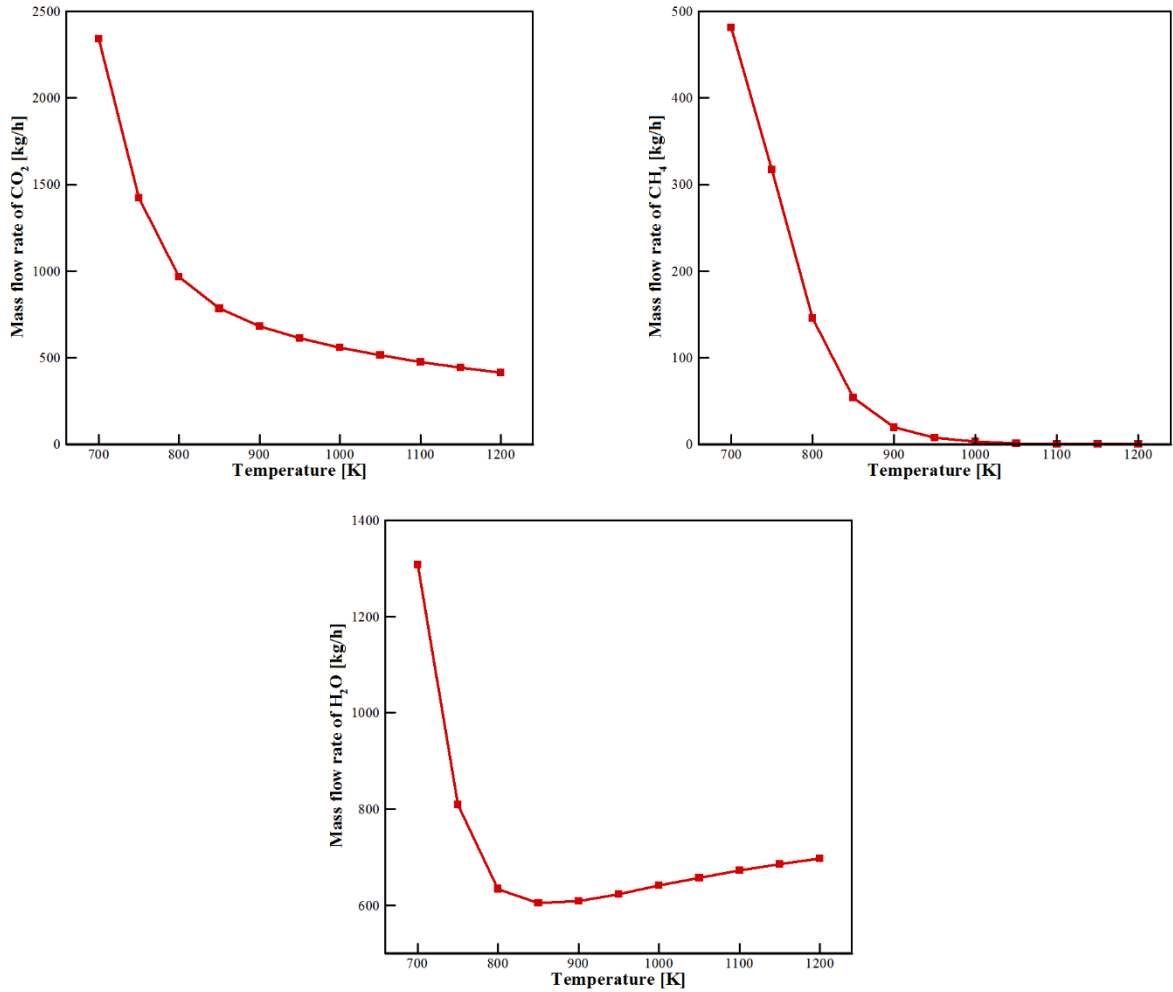 2500
2000
1500
1000
500
0
Mass flow rate of CO₂ [kg/h]
700 800 900 1000 1100 1200
Temperature [K]
500
400
300
200
100
0
Mass flow rate of CH₄ [kg/h]
700 800 900 1000 1100 1200
Temperature [K]
1400
1200
1000
800
600
Mass flow rate of H₂O [kg/h]
700 800 900 1000 1100 1200
Temperature [K]